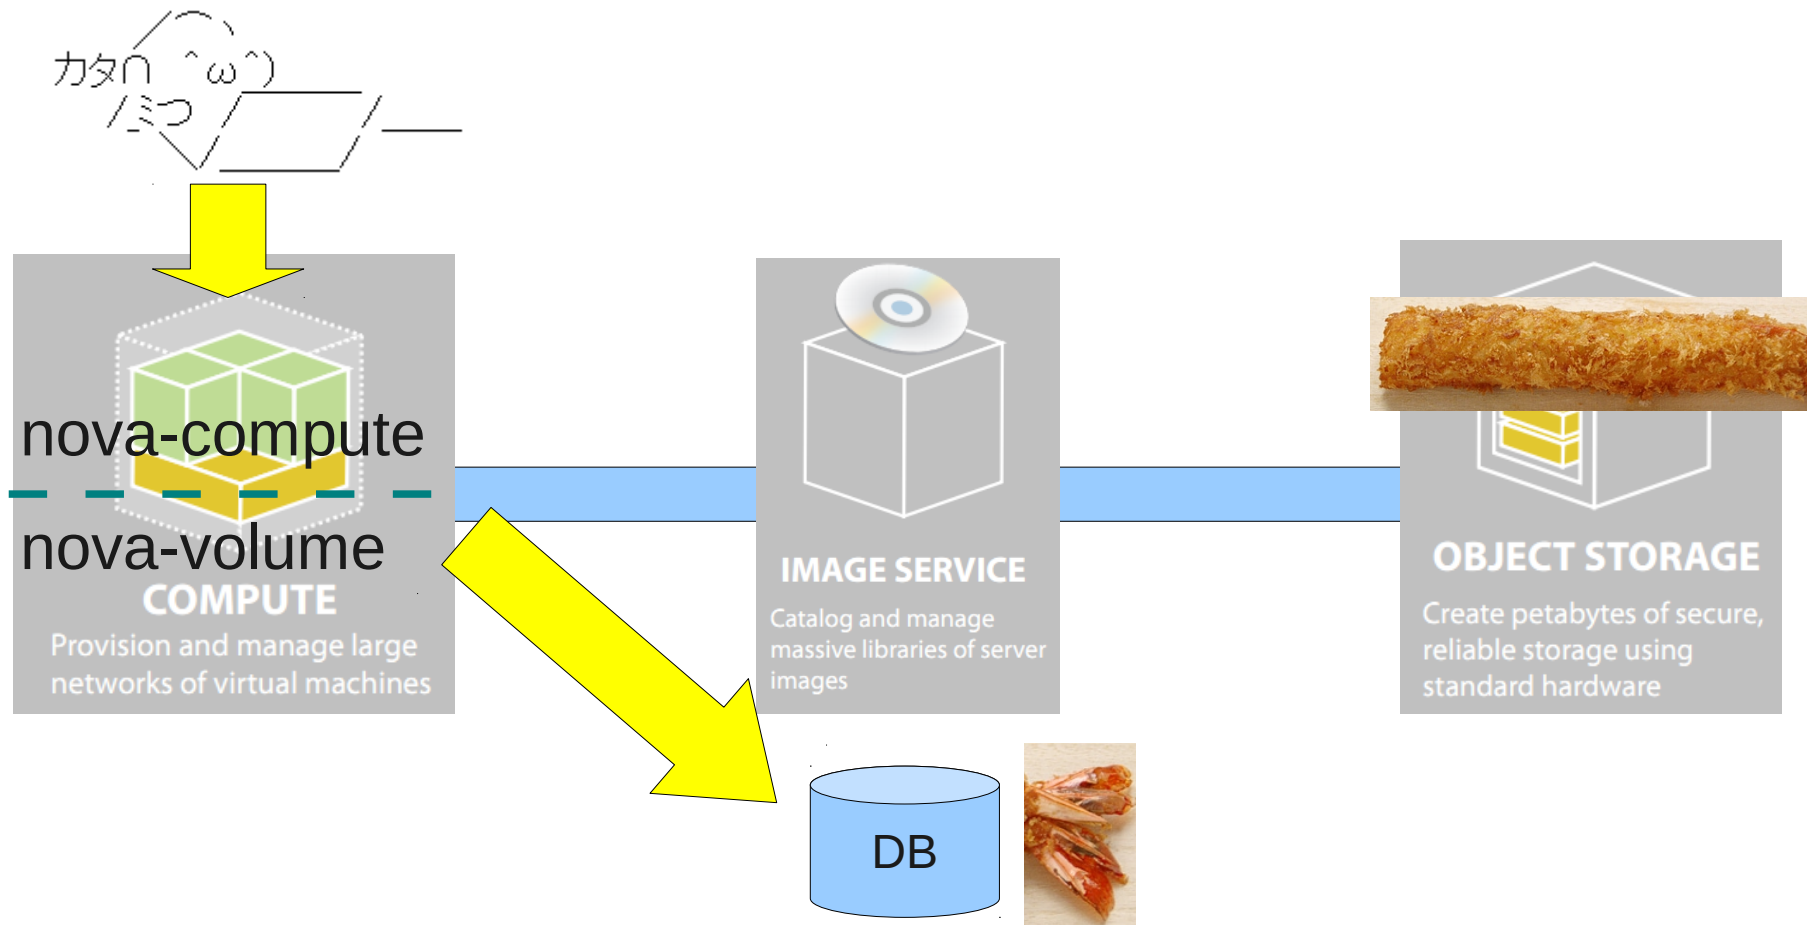 カタ∩ ＾ω＾)
/ミつ
nova-compute
nova-volume
COMPUTE
Provision and manage large
networks of virtual machines
IMAGE SERVICE
Catalog and manage
massive libraries of server
images
OBJECT STORAGE
Create petabytes of secure,
reliable storage using
standard hardware
DB